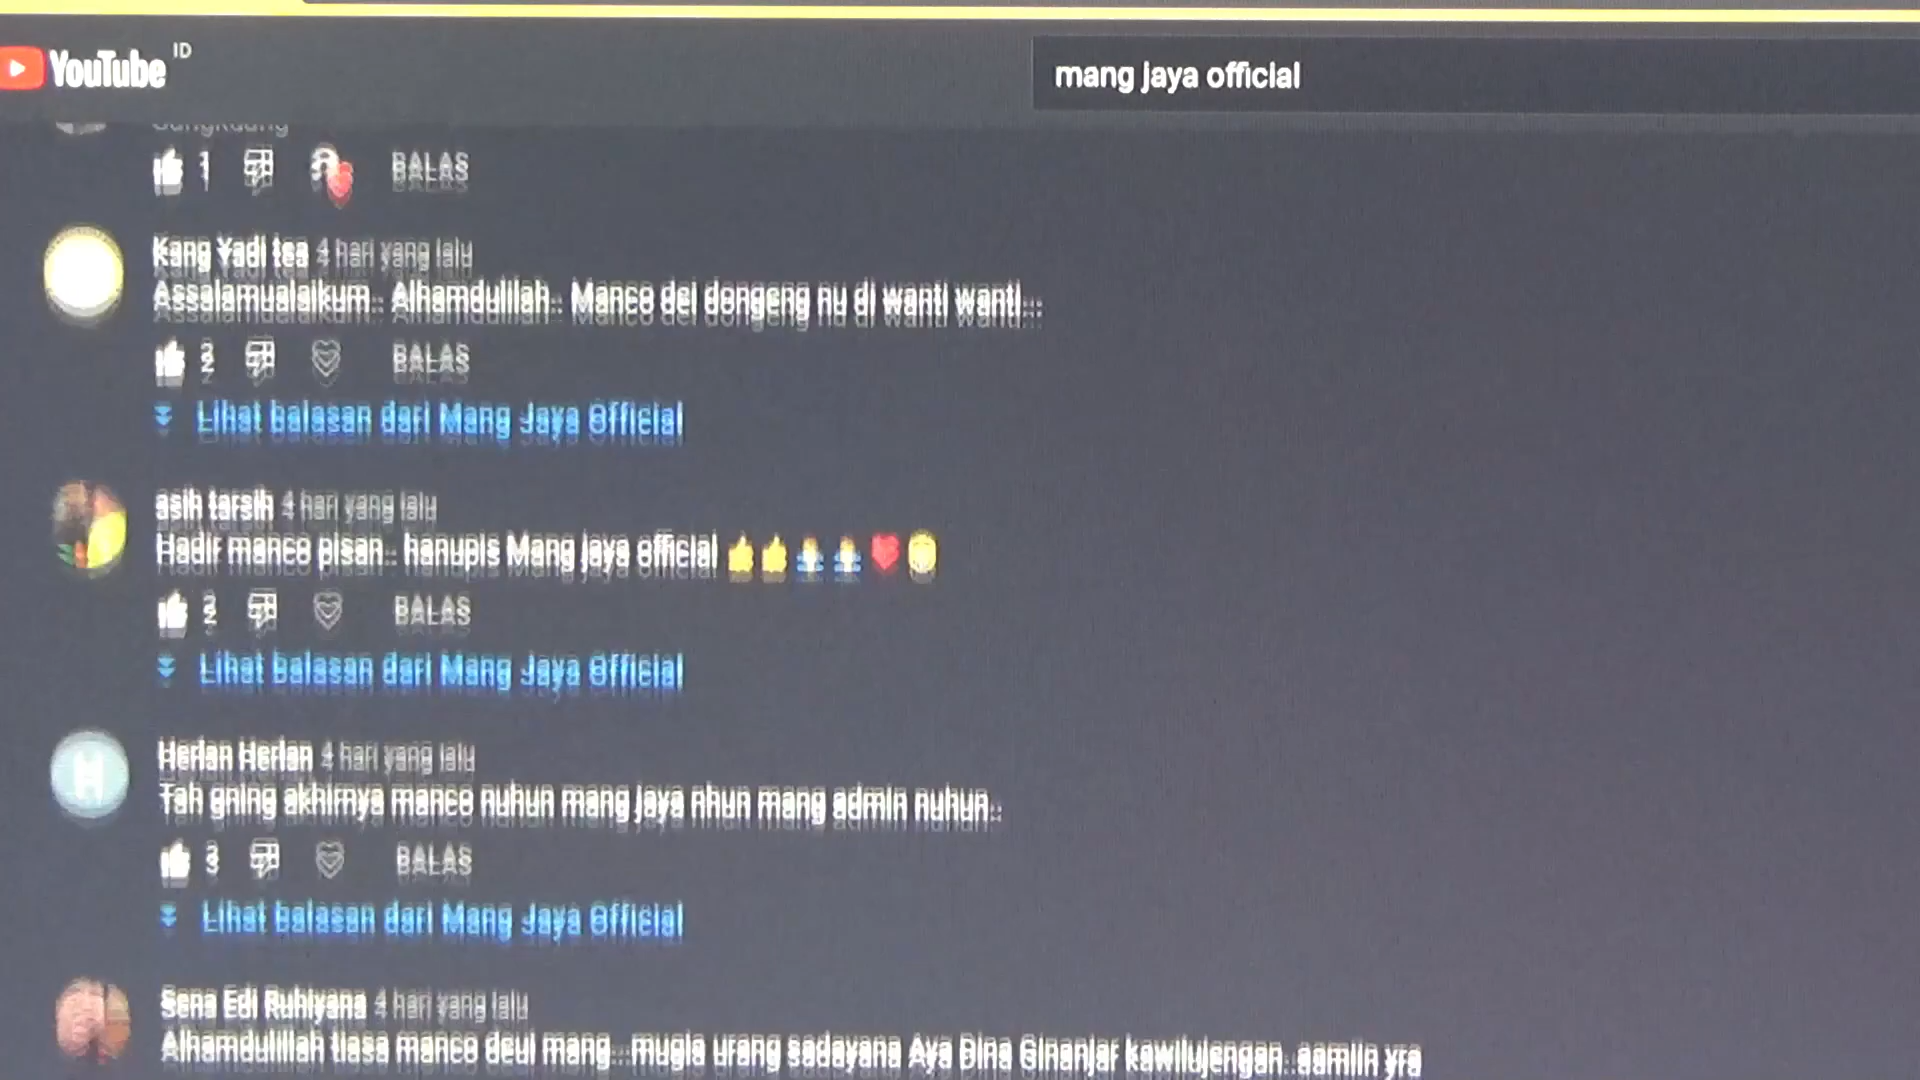 YouTube ID
mang jaya official
1 BALAS
Kang Yadi tea 4 hari yang lalu
Assalamualaikum.. Alhamdulilah.. Manco dei dongeng nu di wanti wanti...
2 BALAS
Lihat balasan dari Mang Jaya Official
asih tarsih 4 hari yang lalu
Hadir manco pisan.. hanupis Mang jaya official 👍👍
2 BALAS
Lihat balasan dari Mang Jaya Official
H
Herlan Herlan 4 hari yang lalu
Tah gning akhirnya manco nuhun mang jaya nhun mang admin nuhun..
3 BALAS
Lihat balasan dari Mang Jaya Official
Sena Edi Ruhiyana 4 hari yang lalu
Alhamdulillah tiasa manco deui mang...mugia urang sadayana Aya Dina Ginanjar kawilujengan..aamiin yra